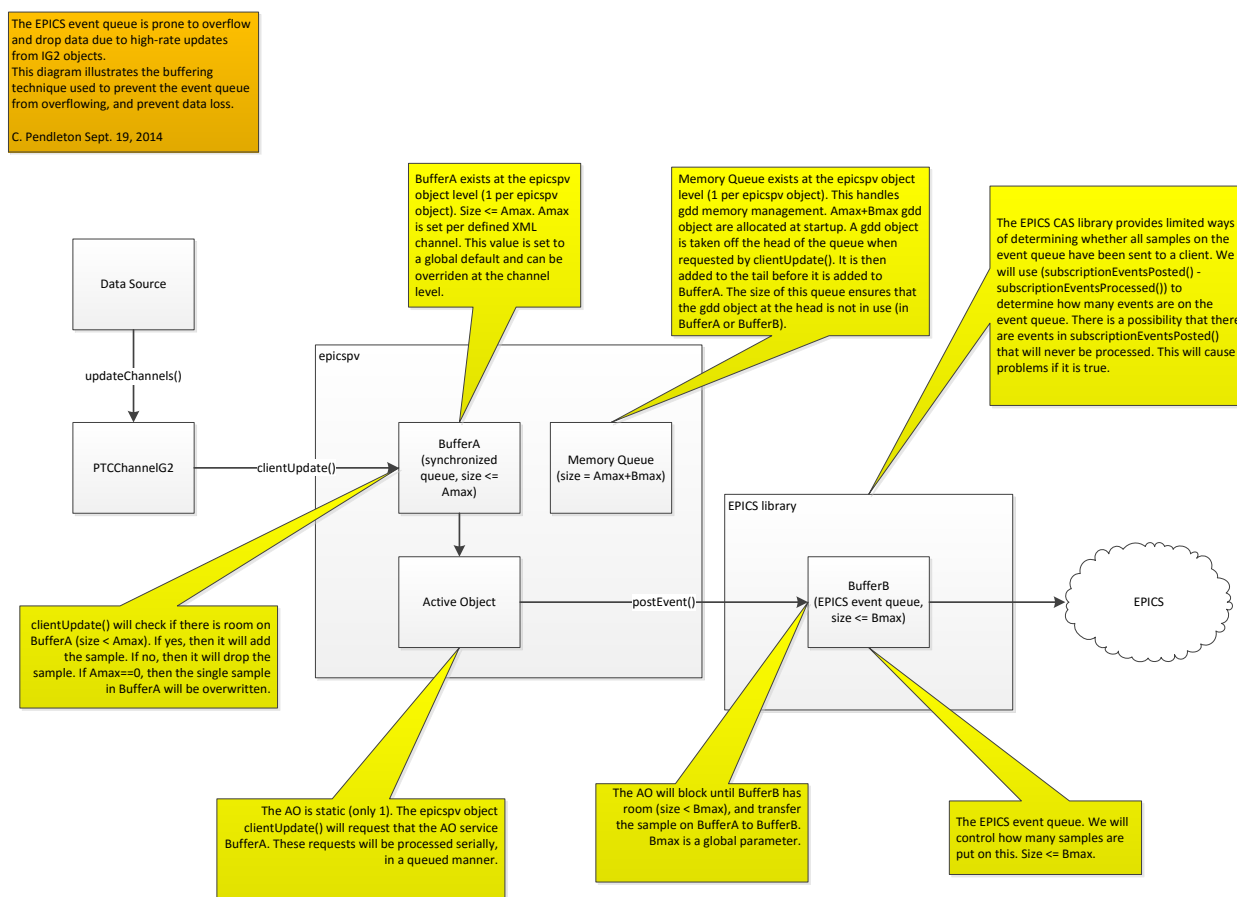 The EPICS event queue is prone to overflow
and drop data due to high-rate updates
from IG2 objects.
This diagram illustrates the buffering
technique used to prevent the event queue
from overflowing, and prevent data loss.
C. Pendleton Sept. 19, 2014
BufferA exists at the epicspv
object level (1 per epicspv
object). Size <= Amax. Amax
is set per defined XML
channel. This value is set to
a global default and can be
overriden at the channel
level.
Memory Queue exists at the epicspv object
level (1 per epicspv object). This handles
gdd memory management. Amax+Bmax gdd
object are allocated at startup. A gdd object
is taken off the head of the queue when
requested by clientUpdate(). It is then
added to the tail before it is added to
BufferA. The size of this queue ensures that
the gdd object at the head is not in use (in
BufferA or BufferB).
The EPICS CAS library provides limited ways
of determining whether all samples on the
event queue have been sent to a client. We
will use (subscriptionEventsPosted() -
subscriptionEventsProcessed()) to
determine how many events are on the
event queue. There is a possibility that there
are events in subscriptionEventsPosted()
that will never be processed. This will cause
problems if it is true.
Data Source
updateChannels()
PTCChannelG2
clientUpdate()
epicspv
BufferA
(synchronized
queue, size <=
Amax)
Memory Queue
(size = Amax+Bmax)
Active Object
postEvent()
EPICS library
BufferB
(EPICS event queue,
size <= Bmax)
EPICS
clientUpdate() will check if there is room on
BufferA (size < Amax). If yes, then it will add
the sample. If no, then it will drop the
sample. If Amax==0, then the single sample
in BufferA will be overwritten.
The AO is static (only 1). The epicspv object
clientUpdate() will request that the AO service
BufferA. These requests will be processed serially,
in a queued manner.
The AO will block until BufferB has
room (size < Bmax), and transfer
the sample on BufferA to BufferB.
Bmax is a global parameter.
The EPICS event queue. We will
control how many samples are
put on this. Size <= Bmax.